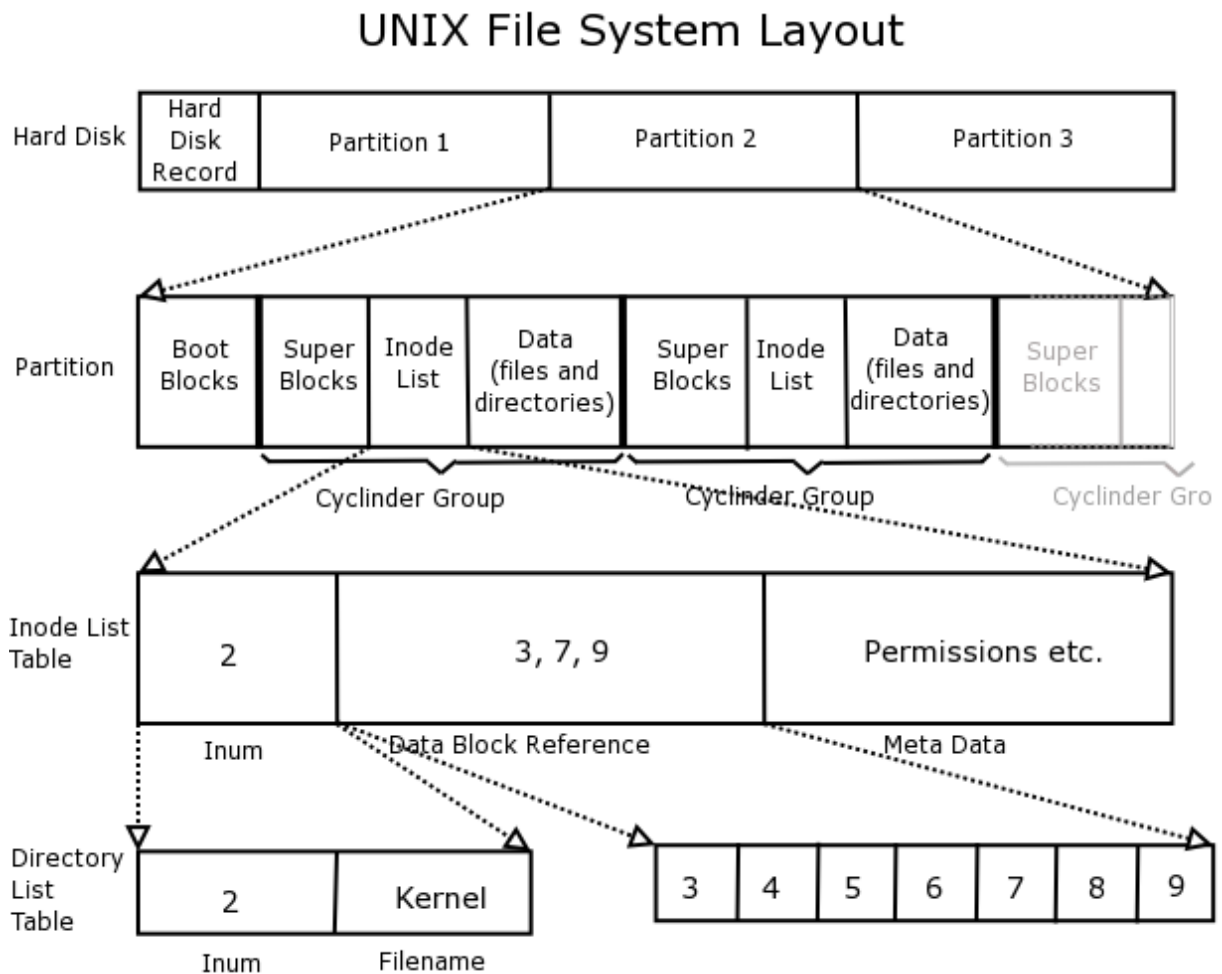 UNIX File System Layout
Hard Disk
Hard
Disk
Record
Partition 1
Partition 2
Partition 3
Partition
Boot
Blocks
Super
Blocks
Inode
List
Data
(files and
directories)
Super
Blocks
Inode
List
Data
(files and
directories)
Super
Blocks
Cyclinder Group
Cyclinder Group
Cyclinder Gro
Inode List
Table
2
3, 7, 9
Permissions etc.
Inum
Data Block Reference
Meta Data
Directory
List
Table
2
Kernel
3 4 5 6 7 8 9
Inum
Filename